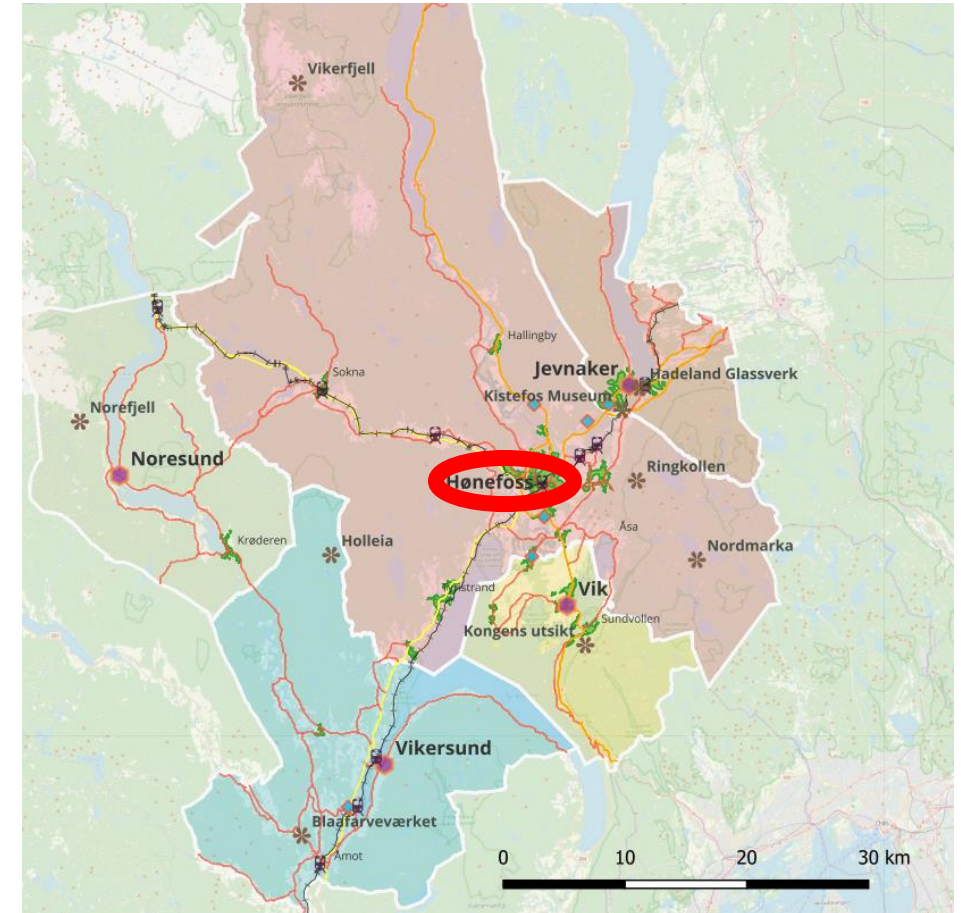 Vikerfjell
Hallingby
Jevnaker
Hadeland Glassverk
Sokna
Kistefos Museum
Norefjell
Noresund
Hønefoss
Ringkollen
Åsa
Krøderen
Holleia
Nordmarka
Vik
Kongens utsikt
Sundvollen
Vikersund
Blaafarveværket
Åmot
0 10 20 30 km